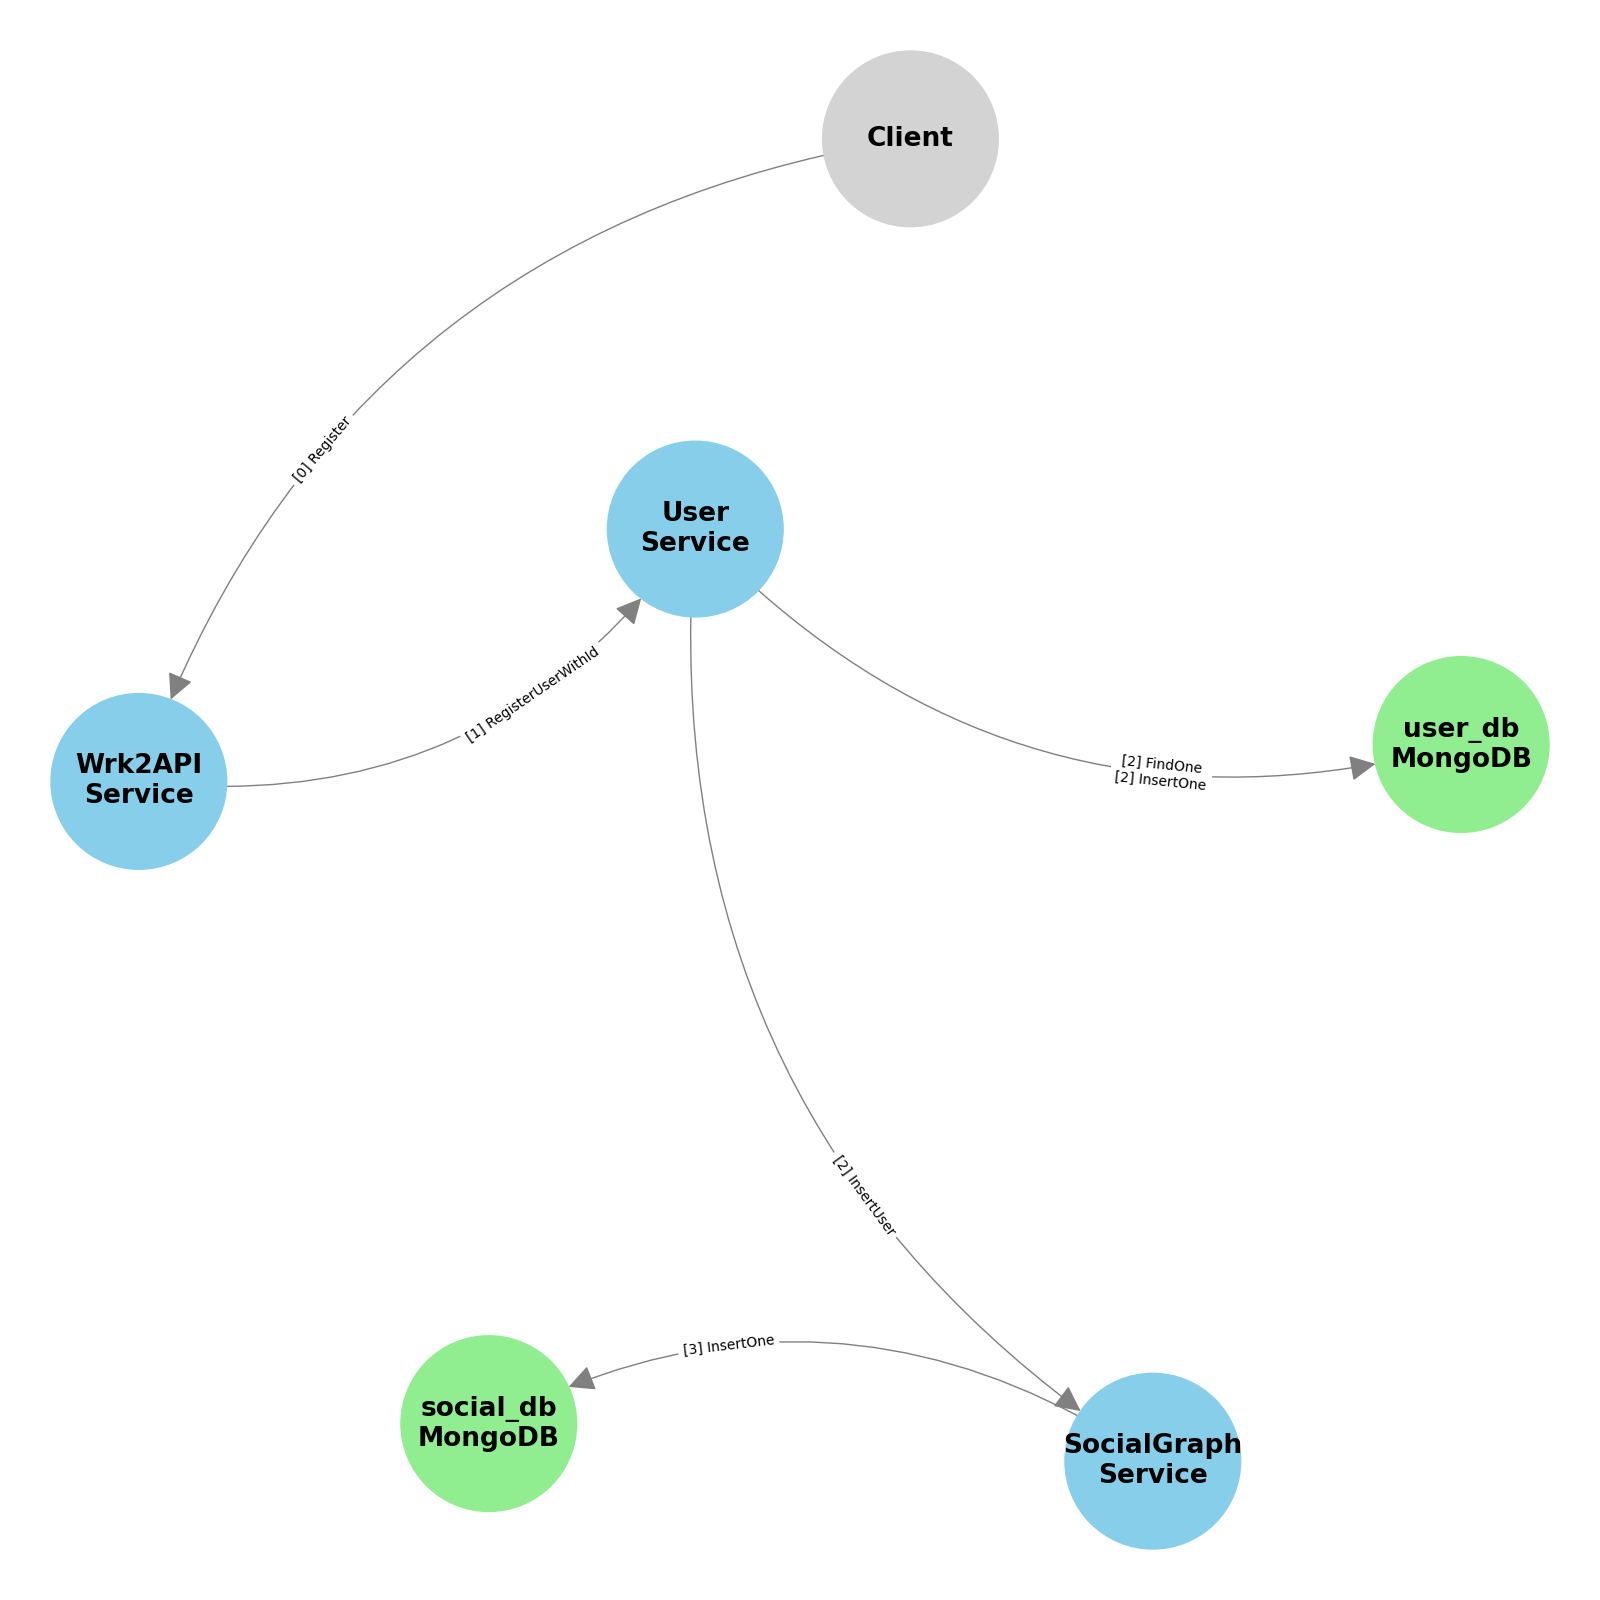 Client
[0] Register
User
Service
[1] RegisterUserWithId
Wrk2API
Service
user_db
MongoDB
[2] FindOne
[2] InsertOne
[2] InsertUser
[3] InsertOne
social_db
MongoDB
SocialGraph
Service